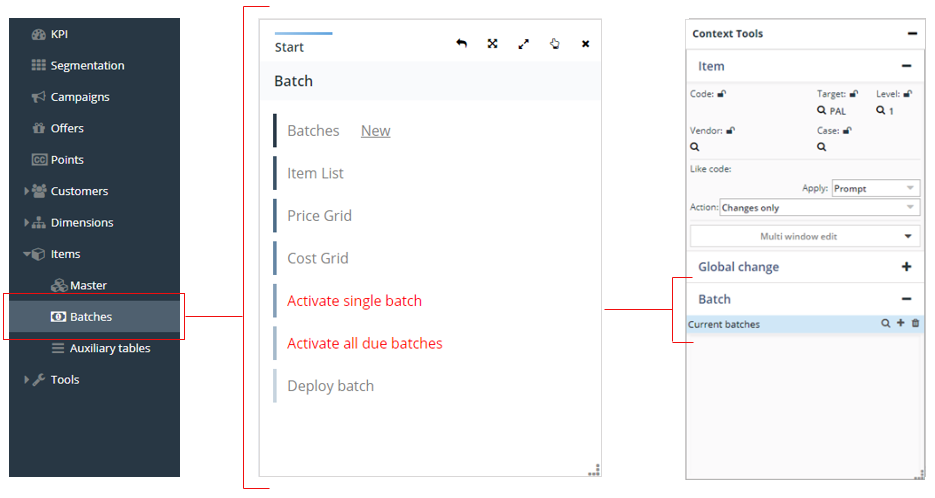 KPI
Segmentation
Campaigns
Offers
CC Points
Customers
Dimensions
Items
Master
Batches
Auxiliary tables
Tools
Start
Batch
Batches New
Item List
Price Grid
Cost Grid
Activate single batch
Activate all due batches
Deploy batch
Context Tools
Item
Code: Target: Level:
PAL 1
Vendor: Case:
Like code:
Apply: Prompt
Action: Changes only
Multi window edit
Global change
Batch
Current batches